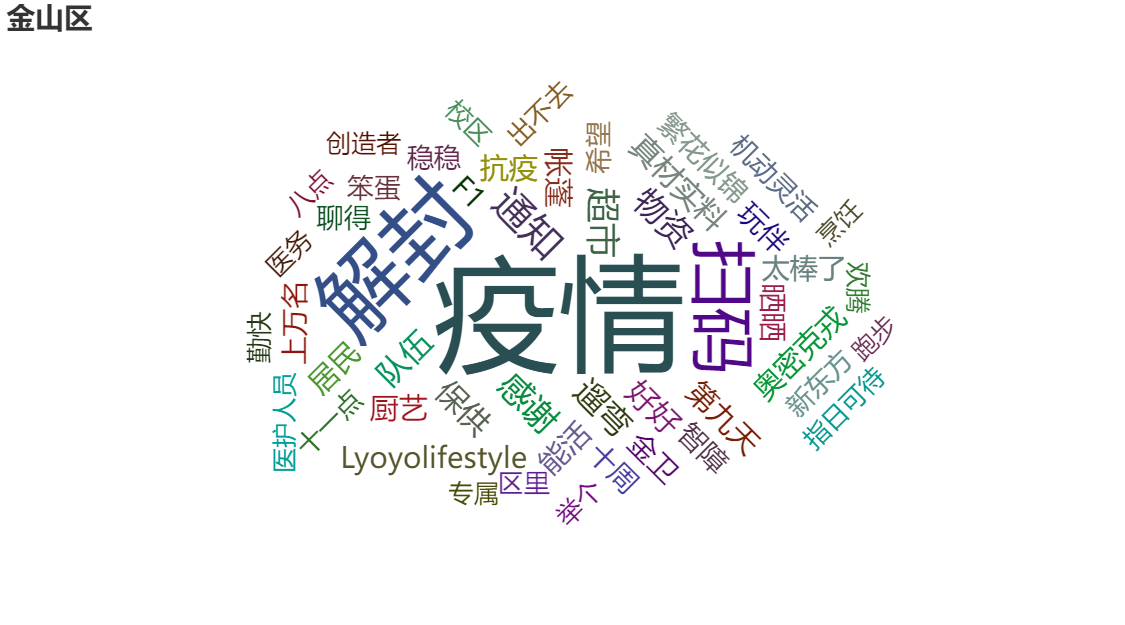 金山区
校区
出不去
创造者
稳稳
抗疫
帐蓬
希望
繁花似锦
真材实料
机动灵活
八点
笨蛋
F1
聊得
解封
通知
超市
物资
玩伴
烹饪
医务
疫情
扫码
太棒了
欢腾
晒晒
勤快
上万名
居民
队伍
奥密克戎
跑步
新东方
指日可待
医护人员
十一点
厨艺
保供
感谢
遛弯
好好
第九天
智障
Lyoyolifestyle
能活
十周
金卫
专属
区里
举个